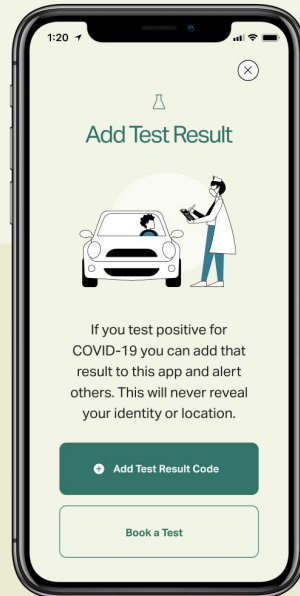 1:20
Add Test Result
If you test positive for
COVID-19 you can add that
result to this app and alert
others. This will never reveal
your identity or location.
Add Test Result Code
Book a Test